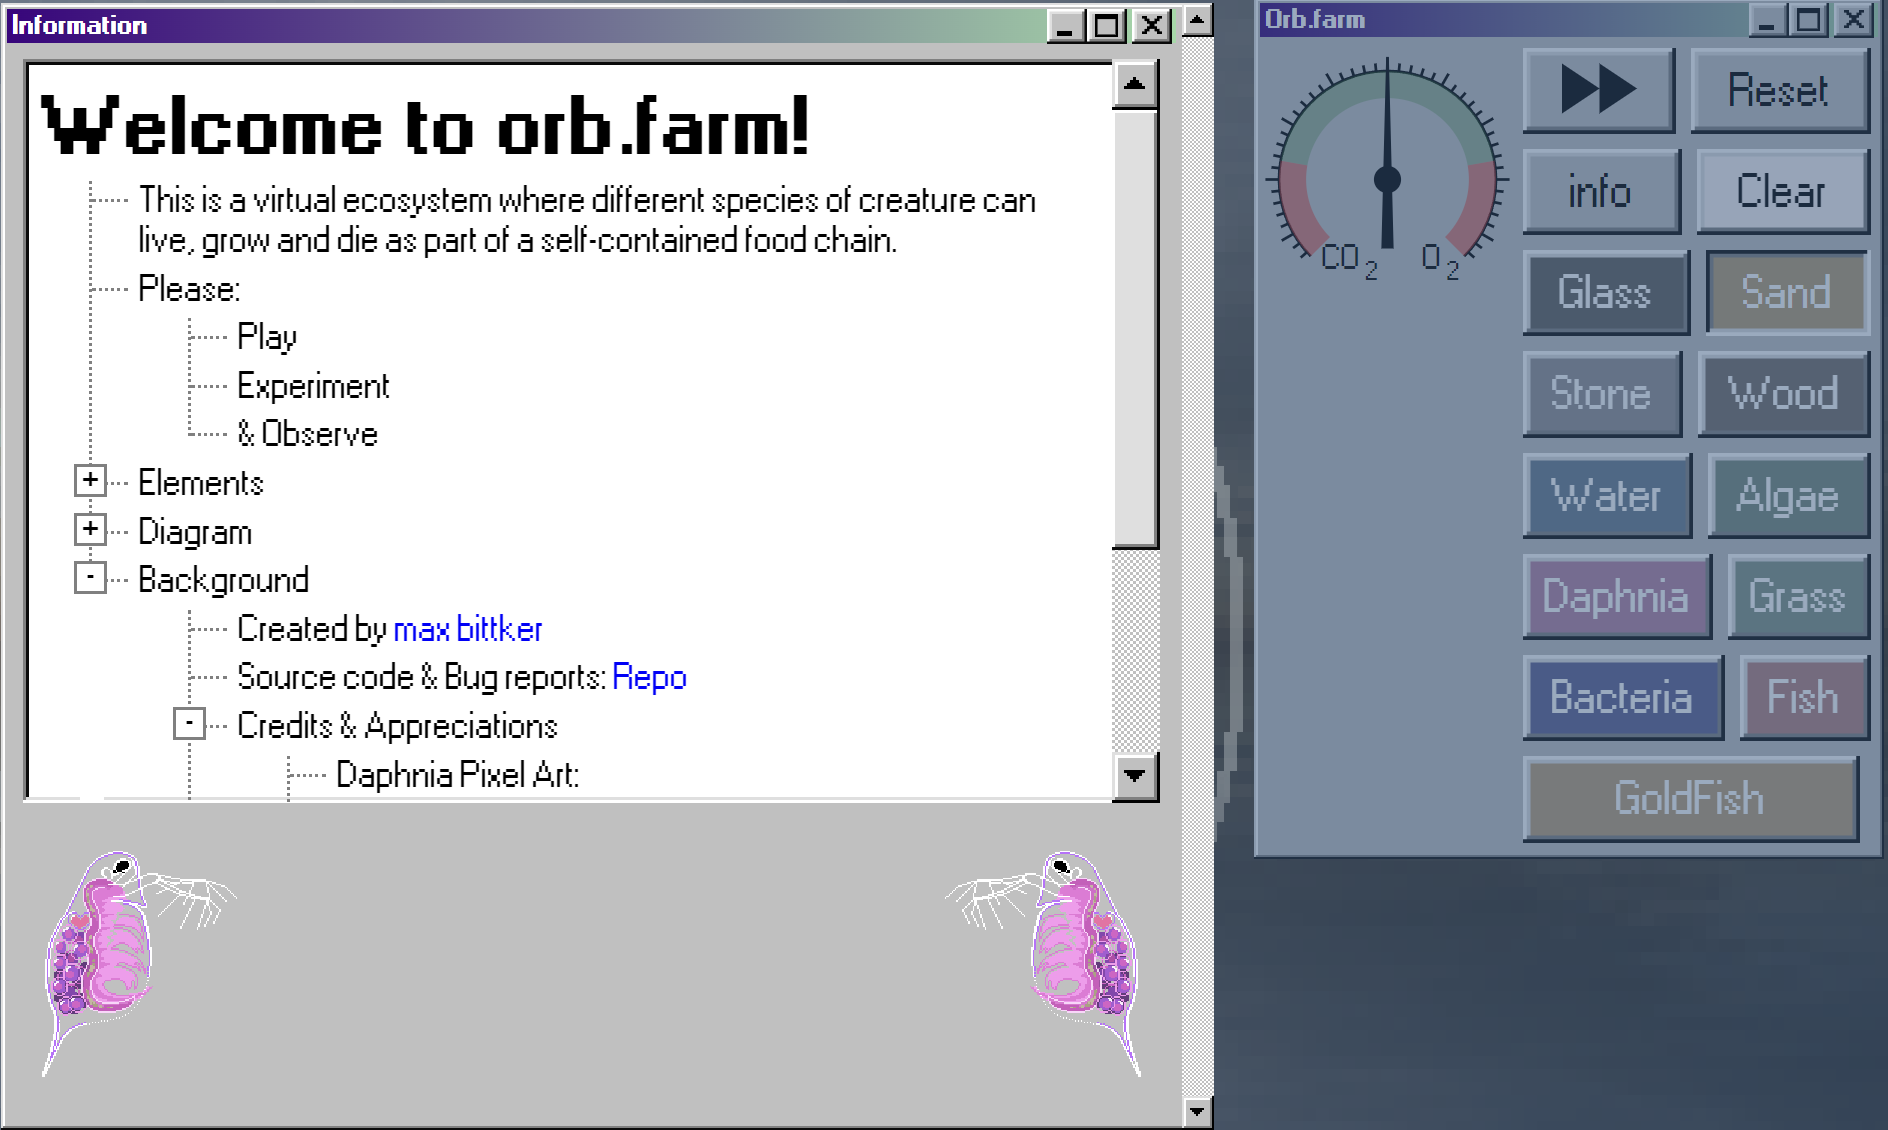 Information
Welcome to orb.farm!
This is a virtual ecosystem where different species of creature can
live, grow and die as part of a self-contained food chain.
Please:
Play
Experiment
& Observe
+ Elements
+ Diagram
- Background
Created by max bittker
Source code & Bug reports: Repo
- Credits & Appreciations
Daphnia Pixel Art:
Orb.farm
CO2 O2
Reset
info Clear
Glass Sand
Stone Wood
Water Algae
Daphnia Grass
Bacteria Fish
GoldFish